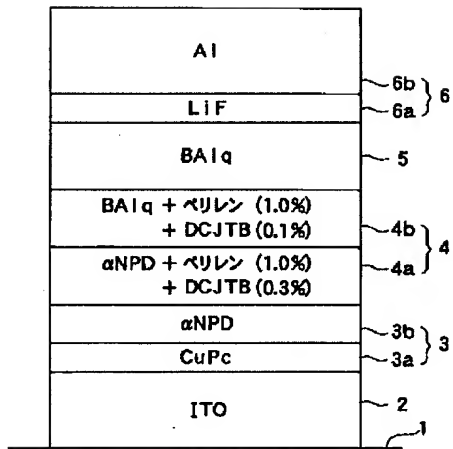 Al
6b
6
LiF
6a
BAlq
5
BAlq + ペリレン (1.0%)
+ DCJTB (0.1%)
4b
4
αNPD + ペリレン (1.0%)
+ DCJTB (0.3%)
4a
αNPD
3b
3
CuPc
3a
ITO
2
1